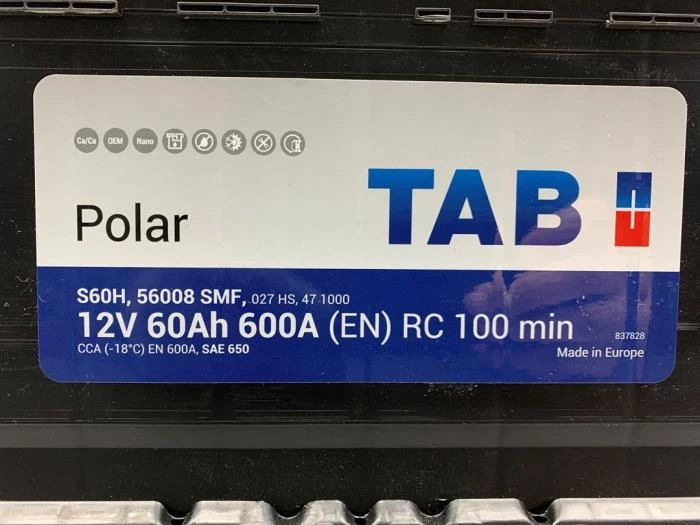 Ca/Ca OEM Nano
Polar
TAB
S60H, 56008 SMF, .027 HS, 47 1000
12V 60Ah 600A (EN) RC 100 min
837828
CCA (-18°C) EN 600A, SAE 650
Made in Europe